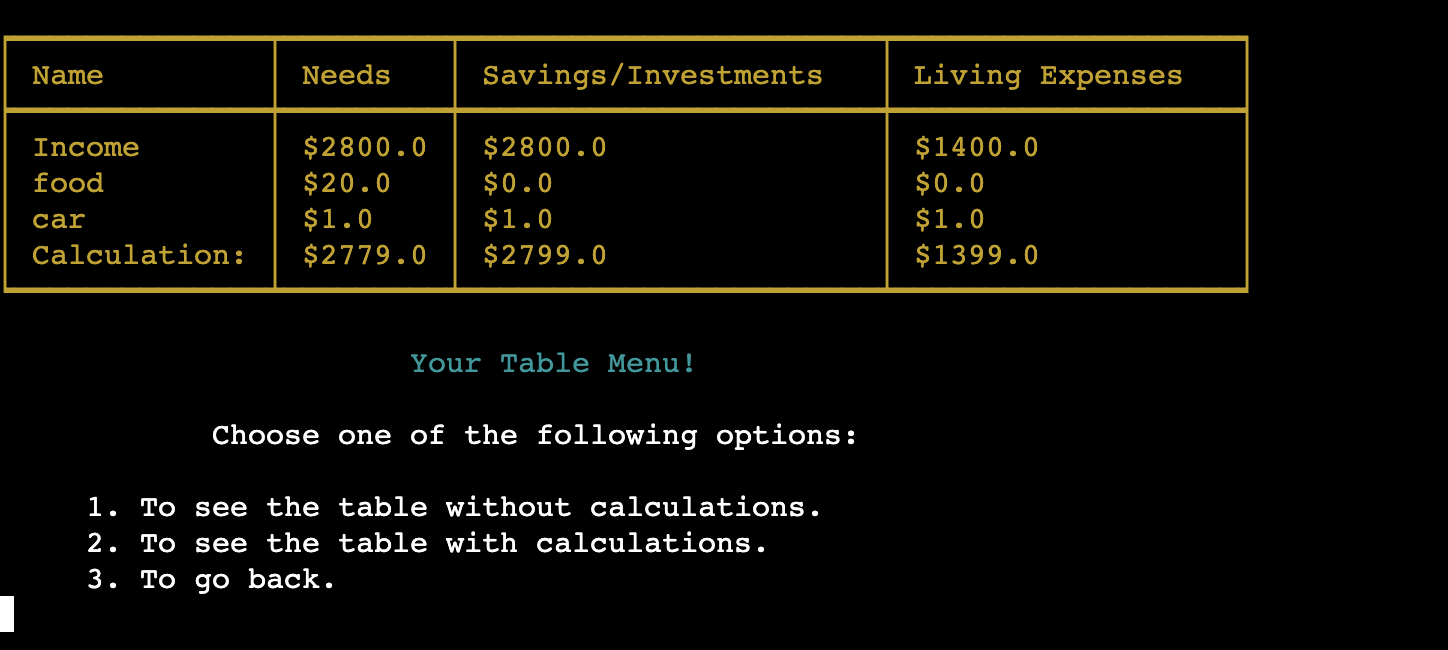 Name Needs Savings/Investments Living Expenses
Income $2800.0 $2800.0 $1400.0
food $20.0 $0.0 $0.0
car $1.0 $1.0 $1.0
Calculation: $2779.0 $2799.0 $1399.0
Your Table Menu!
Choose one of the following options:
1. To see the table without calculations.
2. To see the table with calculations.
3. To go back.